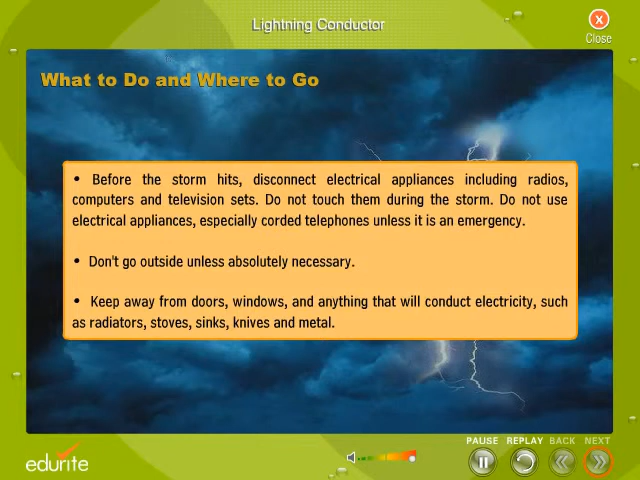 Lightning Conductor
Close
What to Do and Where to Go
• Before the storm hits, disconnect electrical appliances including radios,
computers and television sets. Do not touch them during the storm. Do not use
electrical appliances, especially corded telephones unless it is an emergency.
• Don't go outside unless absolutely necessary.
• Keep away from doors, windows, and anything that will conduct electricity, such
as radiators, stoves, sinks, knives and metal.
PAUSE REPLAY BACK NEXT
edurite